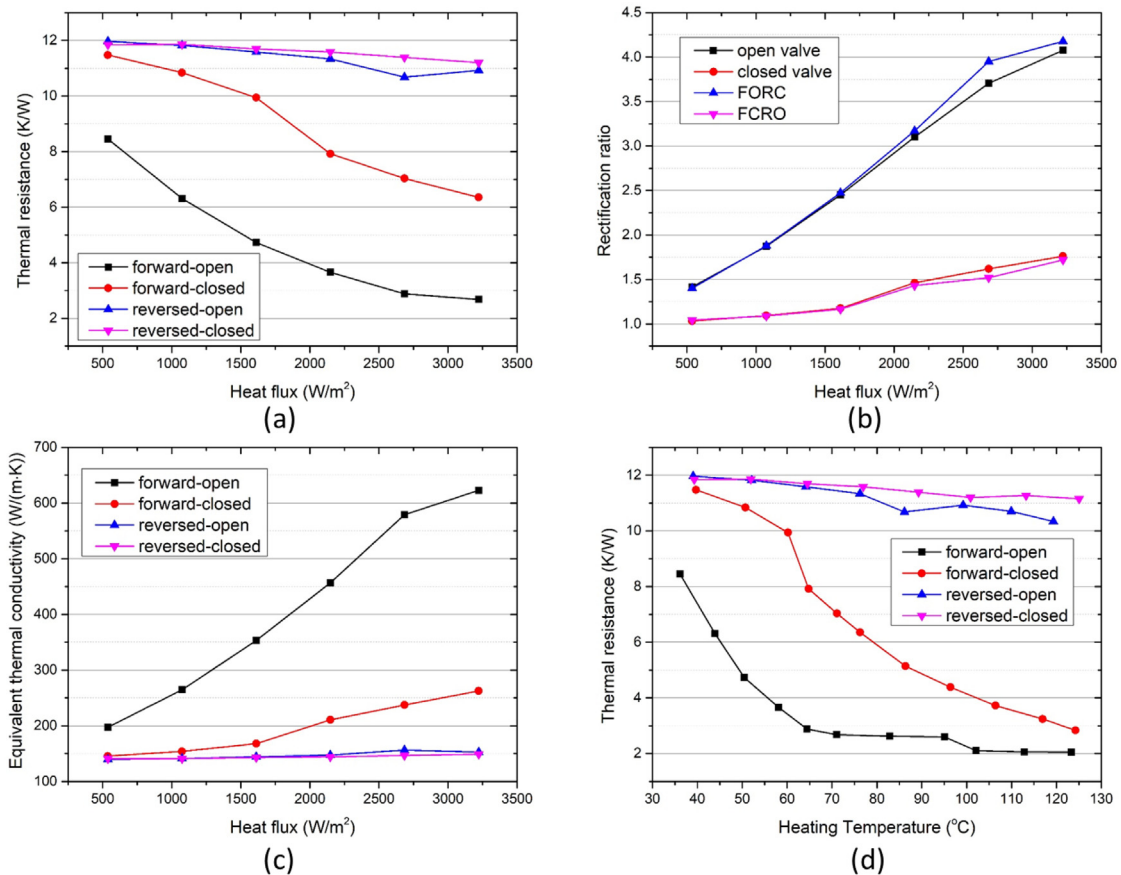 12
10
8
6
4
2
Thermal resistance (K/W)
forward-open
forward-closed
reversed-open
reversed-closed
500 1000 1500 2000 2500 3000 3500
Heat flux (W/m²)
(a)
4.5
4.0
3.5
3.0
2.5
2.0
1.5
1.0
Rectification ratio
open valve
closed valve
FORC
FCRO
500 1000 1500 2000 2500 3000 3500
Heat flux (W/m²)
(b)
700
600
500
400
300
200
100
Equivalent thermal conductivity (W/(m·K))
forward-open
forward-closed
reversed-open
reversed-closed
500 1000 1500 2000 2500 3000 3500
Heat flux (W/m²)
(c)
12
10
8
6
4
2
Thermal resistance (K/W)
forward-open
forward-closed
reversed-open
reversed-closed
30 40 50 60 70 80 90 100 110 120 130
Heating Temperature (°C)
(d)